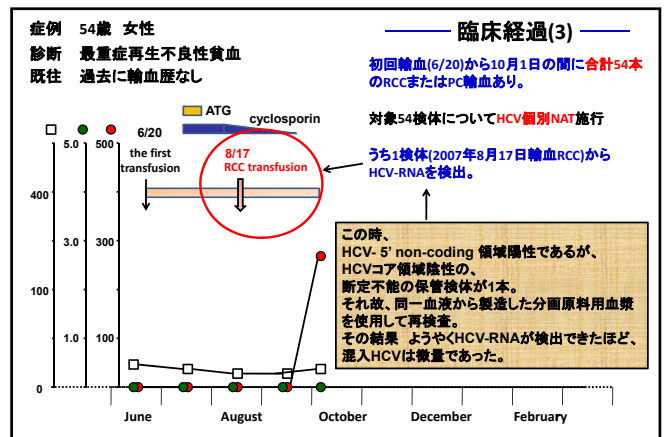 症例 54歳 女性
診断 最重症再生不良性貧血
既往 過去に輸血歴なし
臨床経過(3)
初回輸血(6/20)から10月1日の間に合計54本
のRCCまたはPC輸血あり。
対象54検体についてHCV個別NAT施行
うち1検体(2007年8月17日輸血RCC)から
HCV-RNAを検出。
この時、
HCV- 5' non-coding 領域陽性であるが、
HCVコア領域陰性の、
断定不能の保管検体が1本。
それ故、同一血液から製造した分画原料用血漿
を使用して再検査。
その結果 ようやくHCV-RNAが検出できたほど、
混入HCVは微量であった。
ATG
cyclosporin
6/20
the first
transfusion
8/17
RCC transfusion
5.0
500
400
3.0
300
100
1.0
100
0
June
August
October
December
February